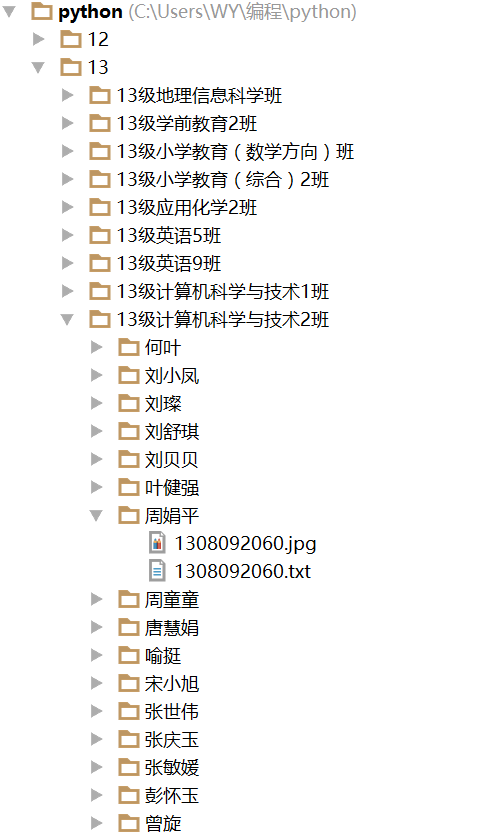 python (C:\Users\WY\编程\python)
12
13
13级地理信息科学班
13级学前教育2班
13级小学教育（数学方向）班
13级小学教育（综合）2班
13级应用化学2班
13级英语5班
13级英语9班
13级计算机科学与技术1班
13级计算机科学与技术2班
何叶
刘小凤
刘璨
刘舒琪
刘贝贝
叶健强
周娟平
1308092060.jpg
1308092060.txt
周童童
唐慧娟
喻挺
宋小旭
张世伟
张庆玉
张敏媛
彭怀玉
曾旋